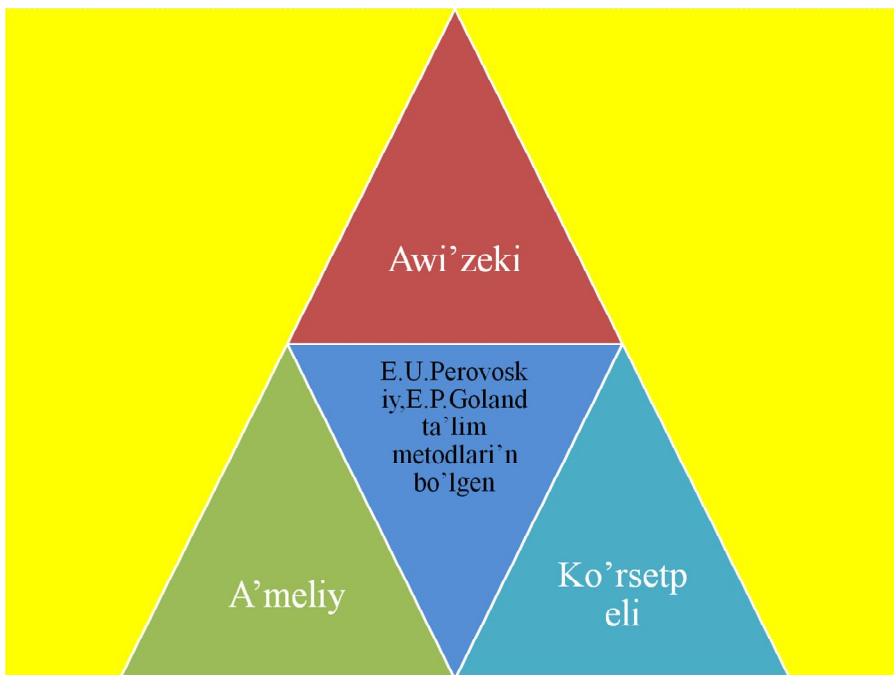 Awi’zeki
E.U.Perovosk
iy,E.P.Goland
ta’lim
metodlari’n
bo’lgen
A’meliy
Ko’rsetp
eli